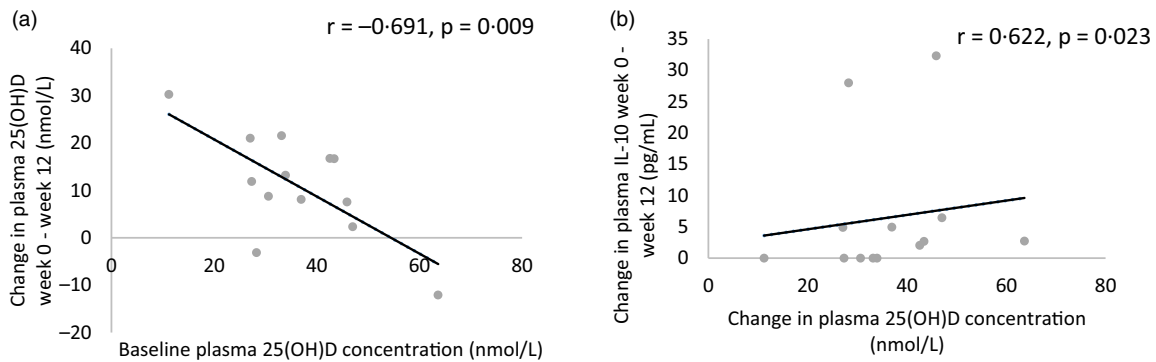 (a)
r = –0·691, p = 0·009
Change in plasma 25(OH)D
week 0 - week 12 (nmol/L)
40
30
20
10
0
–10
–20
0
20
40
60
80
Baseline plasma 25(OH)D concentration (nmol/L)
(b)
r = 0·622, p = 0·023
Change in plasma IL-10 week 0 -
week 12 (pg/mL)
35
30
25
20
15
10
5
0
0
20
40
60
80
Change in plasma 25(OH)D concentration
(nmol/L)